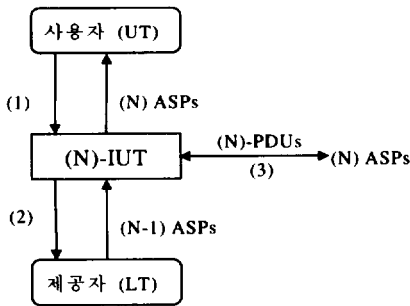 사용자 (UT)
(1)
(N) ASPs
(N)-IUT
(N)-PDUs
(3)
(N) ASPs
(2)
(N-1) ASPs
제공자 (LT)